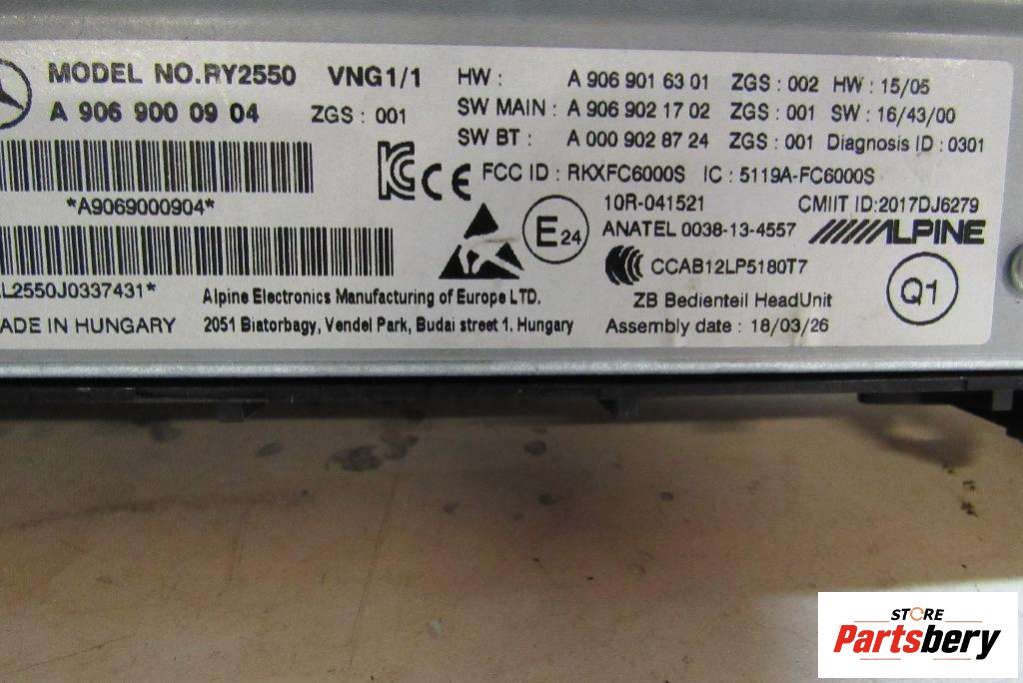 MODEL NO.RY2550 VNG1/1
A 906 900 09 04 ZGS : 001
*A9069000904*
L2550J0337431*
ADE IN HUNGARY
HW : A 906 901 63 01 ZGS : 002 HW : 15/05
SW MAIN : A 906 902 17 02 ZGS : 001 SW : 16/43/00
SW BT : A 000 902 87 24 ZGS : 001 Diagnosis ID : 0301
FCC ID : RKXFC6000S IC : 5119A-FC6000S
CE
E24
10R-041521 CMIIT ID:2017DJ6279
ANATEL 0038-13-4557 ALPINE
CCAB12LP5180T7
Q1
Alpine Electronics Manufacturing of Europe LTD.
2051 Biatorbagy, Vendel Park, Budai street 1. Hungary
ZB Bedienteil HeadUnit
Assembly date : 18/03/26
STORE
Partsbery